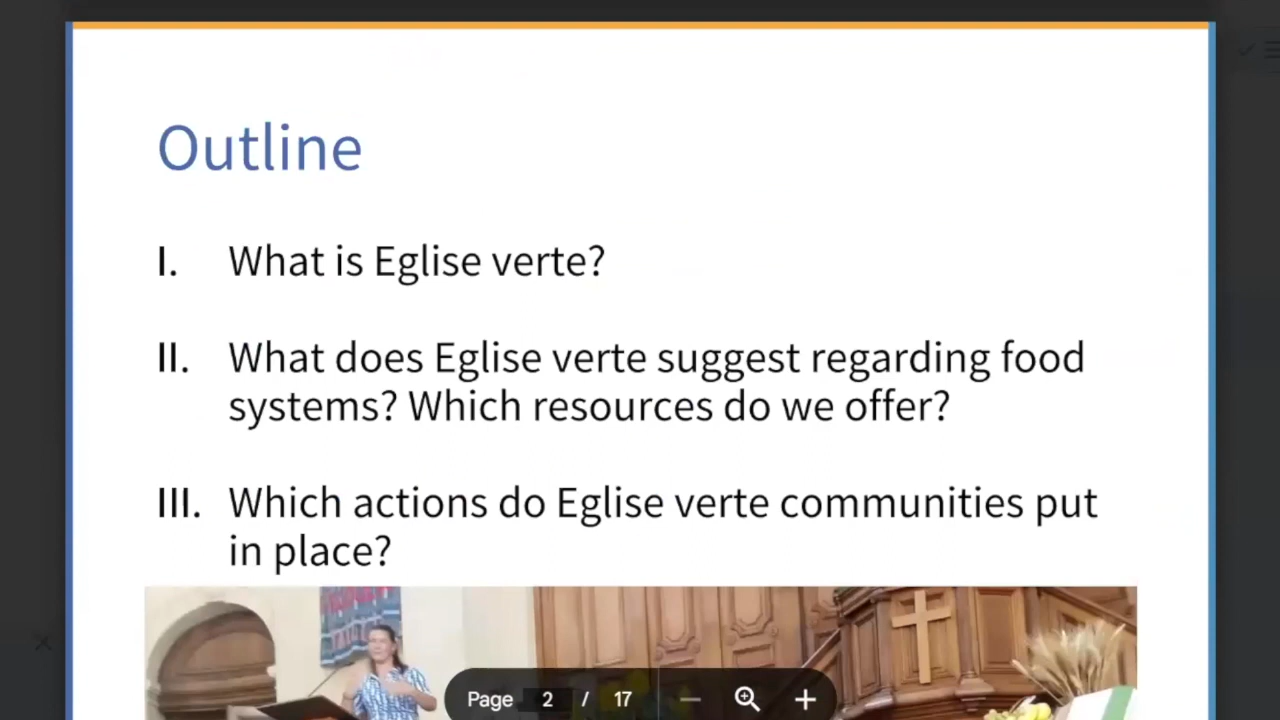 Outline
I. What is Eglise verte?
II. What does Eglise verte suggest regarding food
systems? Which resources do we offer?
III. Which actions do Eglise verte communities put
in place?
Page 2 / 17